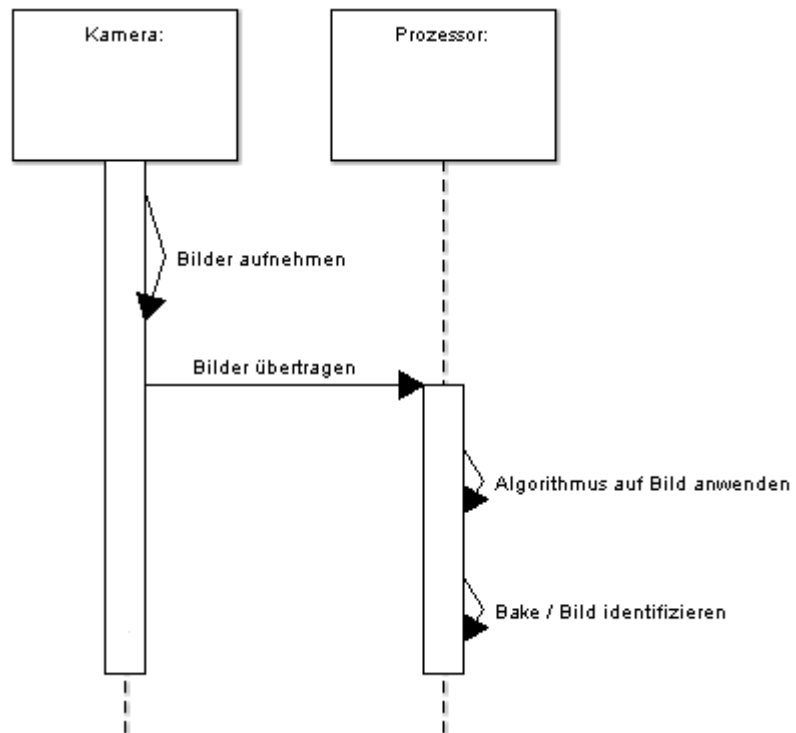 Kamera:
Prozessor:
Bilder aufnehmen
Bilder übertragen
Algorithmus auf Bild anwenden
Bake / Bild identifizieren